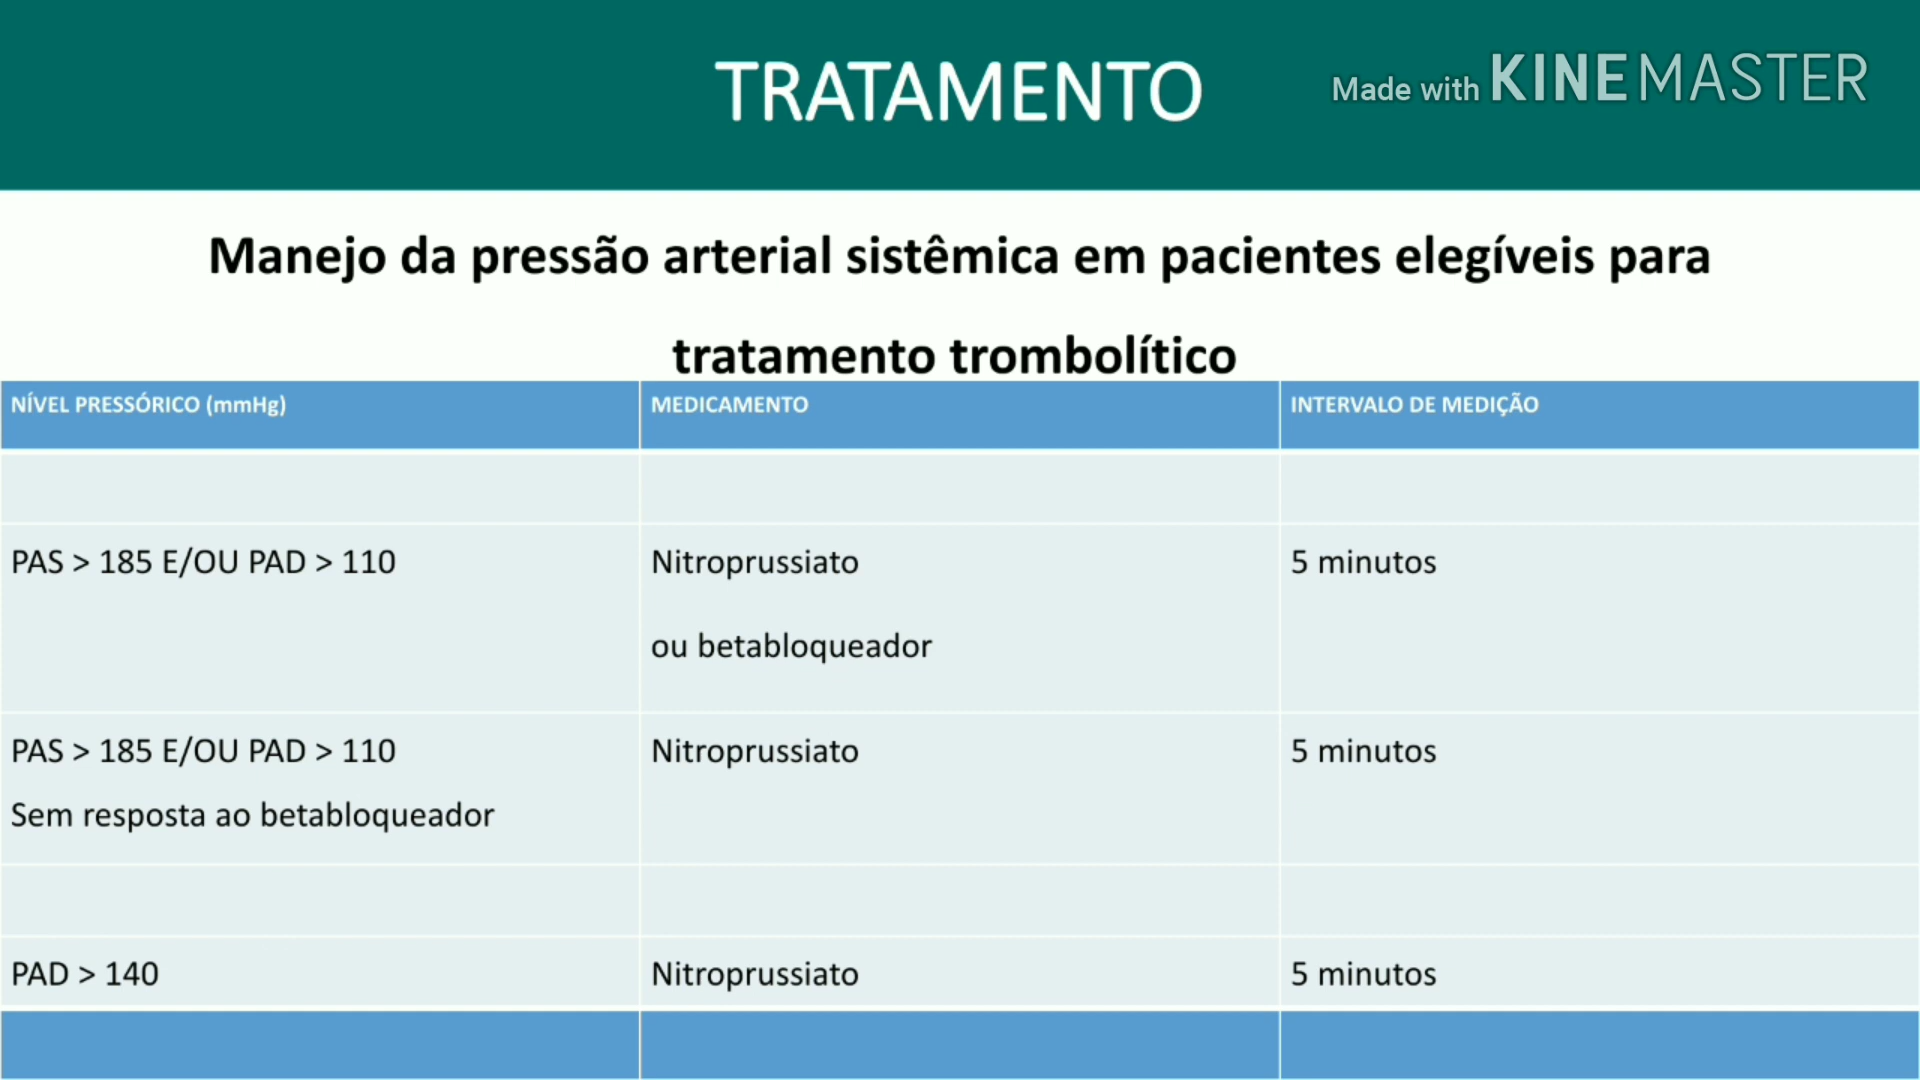 TRATAMENTO
Made with KINEMASTER
Manejo da pressão arterial sistêmica em pacientes elegíveis para
tratamento trombolítico
NÍVEL PRESSÓRICO (mmHg) MEDICAMENTO INTERVALO DE MEDIÇÃO
PAS > 185 E/OU PAD > 110 Nitroprussiato 5 minutos
ou betabloqueador
PAS > 185 E/OU PAD > 110 Nitroprussiato 5 minutos
Sem resposta ao betabloqueador
PAD > 140 Nitroprussiato 5 minutos